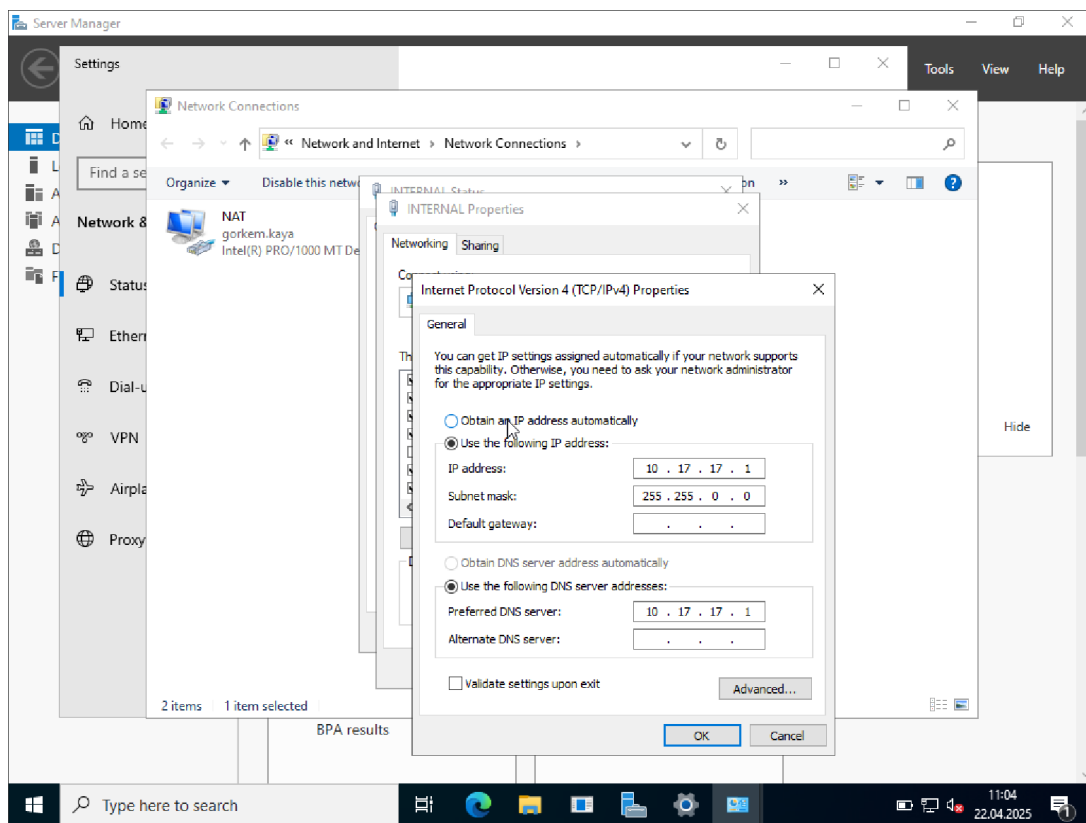 Server Manager
Settings
Tools View Help
Network Connections
Home
Network and Internet Network Connections
Find a se
Organize Disable this netwo
INTERNAL Status
INTERNAL Properties
NAT
gorkem.kaya
Intel(R) PRO/1000 MT De
Network &
Networking Sharing
Status
Ethern
Dial-u
VPN
Airpla
Proxy
Internet Protocol Version 4 (TCP/IPv4) Properties
General
You can get IP settings assigned automatically if your network supports
this capability. Otherwise, you need to ask your network administrator
for the appropriate IP settings.
Obtain an IP address automatically
Use the following IP address:
IP address: 10 . 17 . 17 . 1
Subnet mask: 255 . 255 . 0 . 0
Default gateway: . . .
Obtain DNS server address automatically
Use the following DNS server addresses:
Preferred DNS server: 10 . 17 . 17 . 1
Alternate DNS server: . . .
Validate settings upon exit
Advanced...
OK Cancel
Hide
2 items 1 item selected
BPA results
Type here to search
11:04
22.04.2025
1